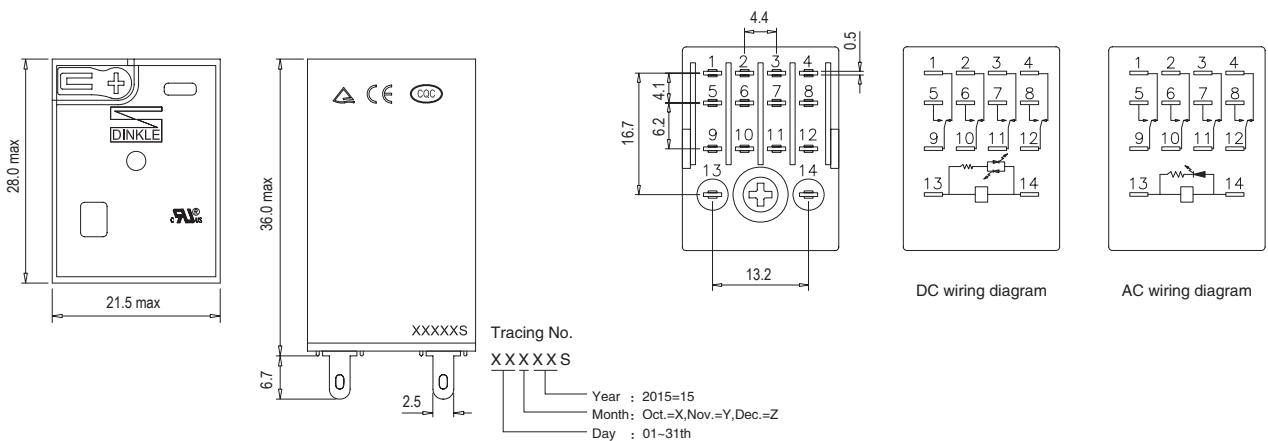 28.0 max
DINKLE
c RU® US
21.5 max
36.0 max
CE
CQC
XXXXXS
6.7
2.5
Tracing No.
XXXXXS
Year : 2015=15
Month: Oct.=X,Nov.=Y,Dec.=Z
Day : 01~31th
4.4
0.5
16.7
4.1
6.2
1 2 3 4
5 6 7 8
9 10 11 12
13 14
13.2
1 2 3 4
5 6 7 8
9 10 11 12
13 14
DC wiring diagram
1 2 3 4
5 6 7 8
9 10 11 12
13 14
AC wiring diagram